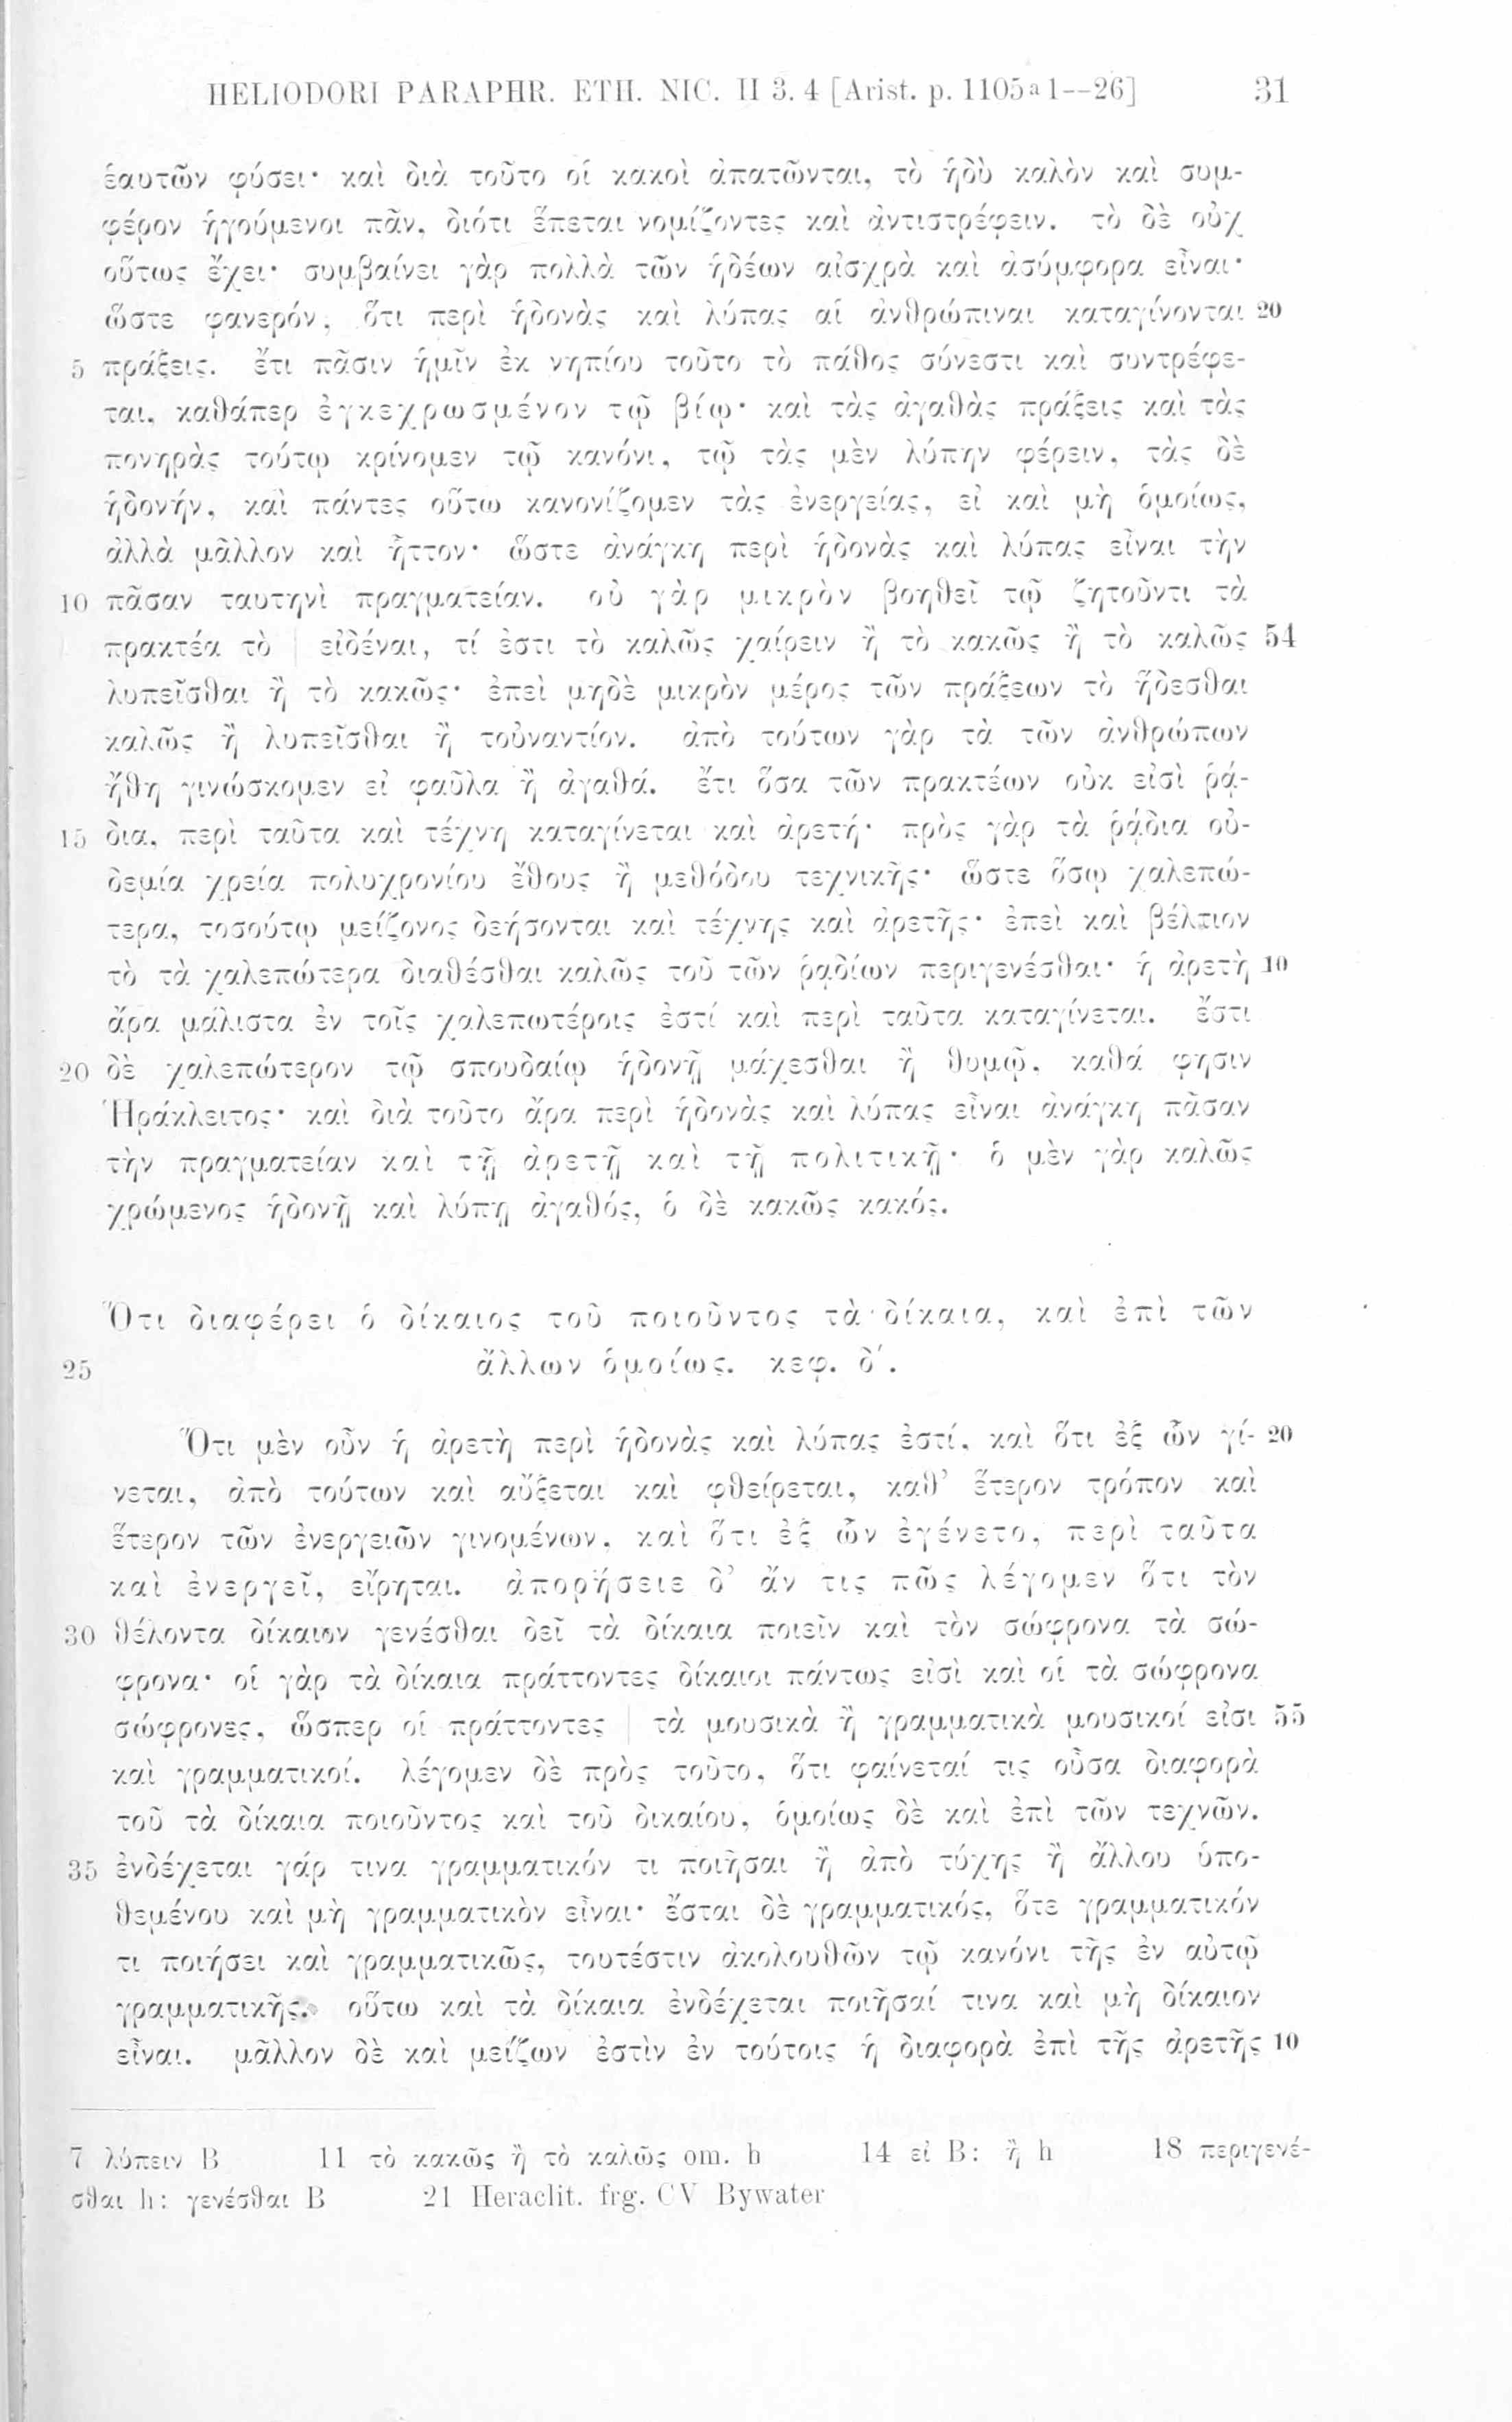 HELIODORI PARAPHR. ETH. NIC. II 3. 4 [Arist. p. 1105a 1--26] 31
ἑαυτῶν φύσει· καὶ διὰ τοῦτο οἱ κακοὶ ἀπατῶνται, τὸ ἡδὺ καλὸν καὶ συμ-
φέρον ἡγούμενοι πᾶν, διότι ἕπεται νομίζοντες καὶ ἀντιστρέφειν. τὸ δὲ οὐχ
οὕτως ἔχει· συμβαίνει γὰρ πολλὰ τῶν ἡδέων αἰσχρὰ καὶ ἀσύμφορα εἶναι·
ὥστε φανερόν, ὅτι περὶ ἡδονὰς καὶ λύπας αἱ ἀνθρώπιναι καταγίνονται 20
5 πράξεις. ἔτι πᾶσιν ἡμῖν ἐκ νηπίου τοῦτο τὸ πάθος σύνεστι καὶ συντρέφε-
ται, καθάπερ ἐγκεχρωσμένον τῷ βίῳ· καὶ τὰς ἀγαθὰς πράξεις καὶ τὰς
πονηρὰς τούτῳ κρίνομεν τῷ κανόνι, τῷ τὰς μὲν λύπην φέρειν, τὰς δὲ
ἡδονήν, καὶ πάντες οὕτω κανονίζομεν τὰς ἐνεργείας, εἰ καὶ μὴ ὁμοίως,
ἀλλὰ μᾶλλον καὶ ἧττον· ὥστε ἀνάγκη περὶ ἡδονὰς καὶ λύπας εἶναι τὴν
10 πᾶσαν ταυτηνὶ πραγματείαν. οὐ γὰρ μικρὸν βοηθεῖ τῷ ζητοῦντι τὰ
πρακτέα τὸ | εἰδέναι, τί ἐστι τὸ καλῶς χαίρειν ἢ τὸ κακῶς ἢ τὸ καλῶς 54
λυπεῖσθαι ἢ τὸ κακῶς· ἐπεὶ μηδὲ μικρὸν μέρος τῶν πράξεων τὸ ἥδεσθαι
καλῶς ἢ λυπεῖσθαι ἢ τοὐναντίον. ἀπὸ τούτων γὰρ τὰ τῶν ἀνθρώπων
ἤθη γινώσκομεν εἰ φαῦλα ἢ ἀγαθά. ἔτι ὅσα τῶν πρακτέων οὐκ εἰσὶ ῥᾴ-
15 δια, περὶ ταῦτα καὶ τέχνη καταγίνεται καὶ ἀρετή· πρὸς γὰρ τὰ ῥᾴδια οὐ-
δεμία χρεία πολυχρονίου ἔθους ἢ μεθόδου τεχνικῆς· ὥστε ὅσῳ χαλεπώ-
τερα, τοσούτῳ μείζονος δεήσονται καὶ τέχνης καὶ ἀρετῆς· ἐπεὶ καὶ βέλτιον
τὸ τὰ χαλεπώτερα διαθέσθαι καλῶς τοῦ τῶν ῥᾳδίων περιγενέσθαι· ἡ ἀρετὴ 10
ἄρα μάλιστα ἐν τοῖς χαλεπωτέροις ἐστί καὶ περὶ ταῦτα καταγίνεται. ἔστι
20 δὲ χαλεπώτερον τῷ σπουδαίῳ ἡδονῇ μάχεσθαι ἢ θυμῷ, καθά φησιν
Ἡράκλειτος· καὶ διὰ τοῦτο ἄρα περὶ ἡδονὰς καὶ λύπας εἶναι ἀνάγκη πᾶσαν
τὴν πραγματείαν καὶ τῇ ἀρετῇ καὶ τῇ πολιτικῇ· ὁ μὲν γὰρ καλῶς
χρώμενος ἡδονῇ καὶ λύπῃ ἀγαθός, ὁ δὲ κακῶς κακός.
Ὅτι διαφέρει ὁ δίκαιος τοῦ ποιοῦντος τὰ δίκαια, καὶ ἐπὶ τῶν
25 ἄλλων ὁμοίως. κεφ. δ΄.
Ὅτι μὲν οὖν ἡ ἀρετὴ περὶ ἡδονὰς καὶ λύπας ἐστί, καὶ ὅτι ἐξ ὧν γί- 20
νεται, ἀπὸ τούτων καὶ αὔξεται καὶ φθείρεται, καθ’ ἕτερον τρόπον καὶ
ἕτερον τῶν ἐνεργειῶν γινομένων, καὶ ὅτι ἐξ ὧν ἐγένετο, περὶ ταῦτα
καὶ ἐνεργεῖ, εἴρηται. ἀπορήσειε δ’ ἄν τις πῶς λέγομεν ὅτι τὸν
30 θέλοντα δίκαιον γενέσθαι δεῖ τὰ δίκαια ποιεῖν καὶ τὸν σώφρονα τὰ σώ-
φρονα· οἱ γὰρ τὰ δίκαια πράττοντες δίκαιοι πάντως εἰσὶ καὶ οἱ τὰ σώφρονα
σώφρονες, ὥσπερ οἱ πράττοντες | τὰ μουσικὰ ἢ γραμματικὰ μουσικοί εἰσι 55
καὶ γραμματικοί. λέγομεν δὲ πρὸς τοῦτο, ὅτι φαίνεταί τις οὖσα διαφορὰ
τοῦ τὰ δίκαια ποιοῦντος καὶ τοῦ δικαίου, ὁμοίως δὲ καὶ ἐπὶ τῶν τεχνῶν.
35 ἐνδέχεται γάρ τινα γραμματικόν τι ποιῆσαι ἢ ἀπὸ τύχης ἢ ἄλλου ὑπο-
θεμένου καὶ μὴ γραμματικὸν εἶναι· ἔσται δὲ γραμματικός, ὅτε γραμματικόν
τι ποιήσει καὶ γραμματικῶς, τουτέστιν ἀκολουθῶν τῷ κανόνι τῆς ἐν αὐτῷ
γραμματικῆς. οὕτω καὶ τὰ δίκαια ἐνδέχεται ποιῆσαί τινα καὶ μὴ δίκαιον
εἶναι. μᾶλλον δὲ καὶ μείζων ἐστὶν ἐν τούτοις ἡ διαφορὰ ἐπὶ τῆς ἀρετῆς 10
7 λύπειν B 11 τὸ κακῶς ἢ τὸ καλῶς om. h 14 εἰ B: ἢ h 18 περιγενέ-
σθαι h: γενέσθαι B 21 Heraclit. frg. CV Bywater